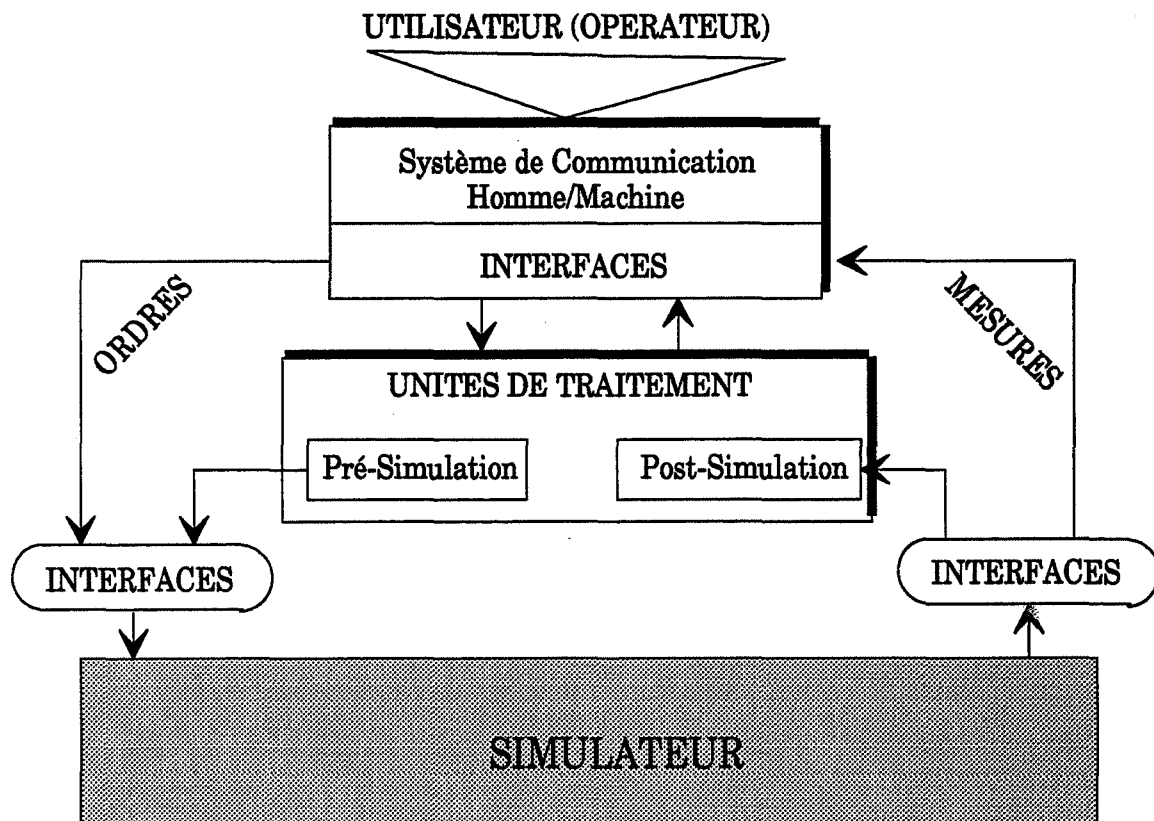 UTILISATEUR (OPERATEUR)
Système de Communication
Homme/Machine
INTERFACES
ORDRES
MESURES
UNITES DE TRAITEMENT
Pré-Simulation
Post-Simulation
INTERFACES
INTERFACES
SIMULATEUR